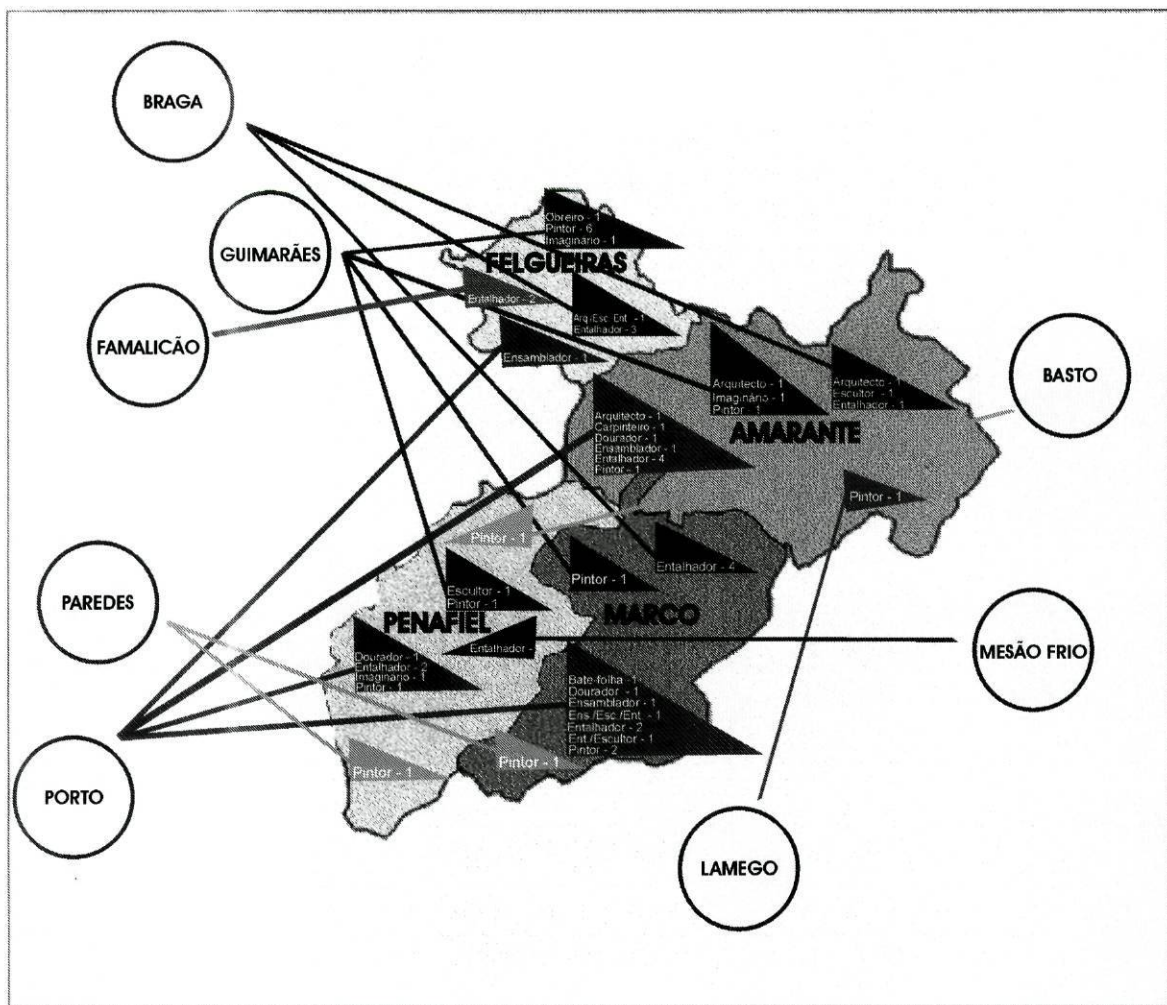 BRAGA
GUIMARÃES
FAMALICÃO
BASTO
PAREDES
PORTO
MESÃO FRIO
LAMEGO
Obreiro - 1
Pintor - 6
Imaginário - 1
FELGUEIRAS
Entalhador - 2
Arq./Esc. Ent. - 1
Entalhador - 3
Ensamblador - 1
Arquitecto - 1
Imaginário - 1
Pintor - 1
Arquitecto - 1
Escultor - 1
Entalhador - 1
Arquitecto - 1
Carpinteiro - 1
Dourador - 1
Ensamblador - 1
Entalhador - 4
Pintor - 1
AMARANTE
Pintor - 1
Pintor - 1
Entalhador - 4
Pintor - 1
Escultor - 1
Pintor - 1
MARCO
PENAFIEL
Entalhador -
Dourador - 1
Entalhador - 2
Imaginário - 1
Pintor - 1
Bate-folha - 1
Dourador - 1
Ensamblador - 1
Ens./Esc./Ent. - 1
Entalhador - 2
Ent./Escultor - 1
Pintor - 2
Pintor - 1
Pintor - 1